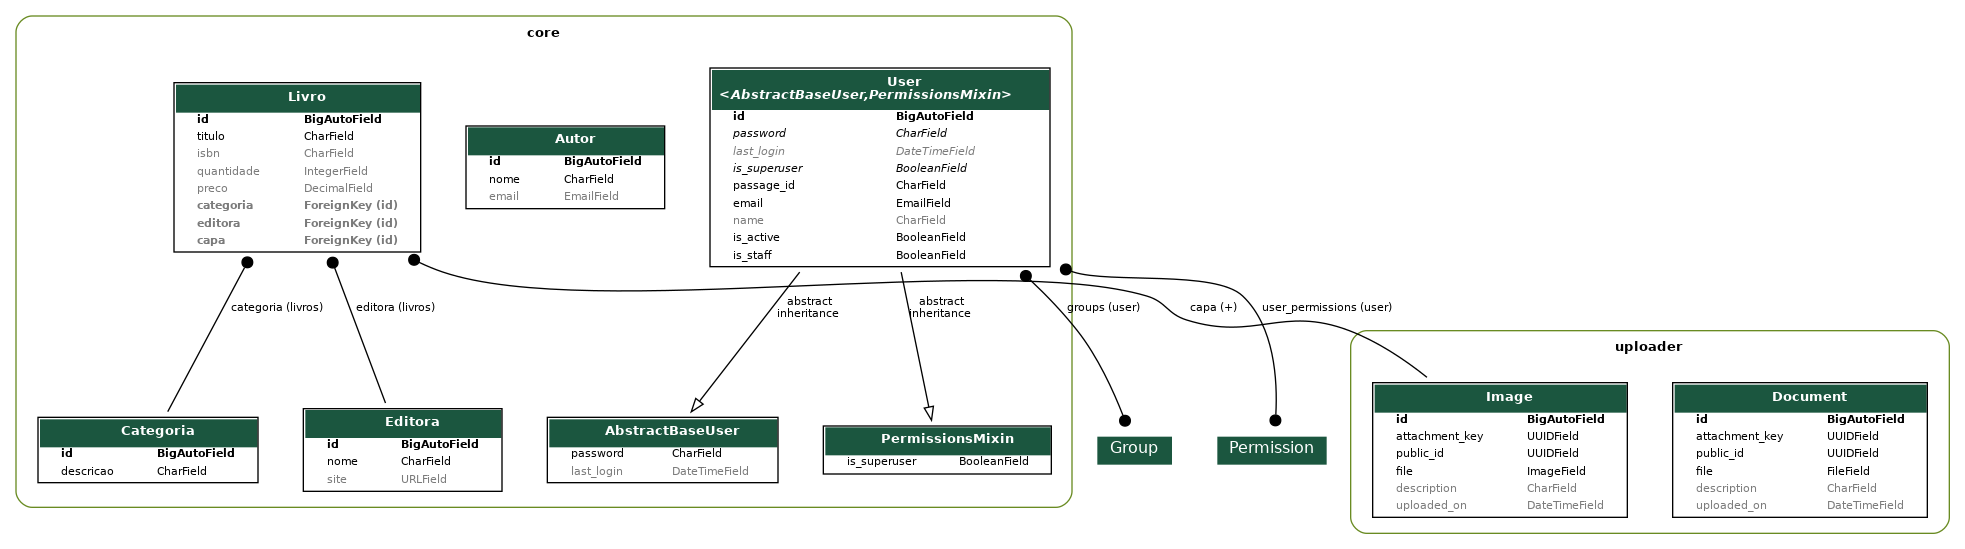 core
Livro
id BigAutoField
titulo CharField
isbn CharField
quantidade IntegerField
preco DecimalField
categoria ForeignKey (id)
editora ForeignKey (id)
capa ForeignKey (id)
Autor
id BigAutoField
nome CharField
email EmailField
User
<AbstractBaseUser,PermissionsMixin>
id BigAutoField
password CharField
last_login DateTimeField
is_superuser BooleanField
passage_id CharField
email EmailField
name CharField
is_active BooleanField
is_staff BooleanField
categoria (livros)
editora (livros)
abstract
inheritance
abstract
inheritance
groups (user)
capa (+)
user_permissions (user)
Categoria
id BigAutoField
descricao CharField
Editora
id BigAutoField
nome CharField
site URLField
AbstractBaseUser
password CharField
last_login DateTimeField
PermissionsMixin
is_superuser BooleanField
Group
Permission
uploader
Image
id BigAutoField
attachment_key UUIDField
public_id UUIDField
file ImageField
description CharField
uploaded_on DateTimeField
Document
id BigAutoField
attachment_key UUIDField
public_id UUIDField
file FileField
description CharField
uploaded_on DateTimeField